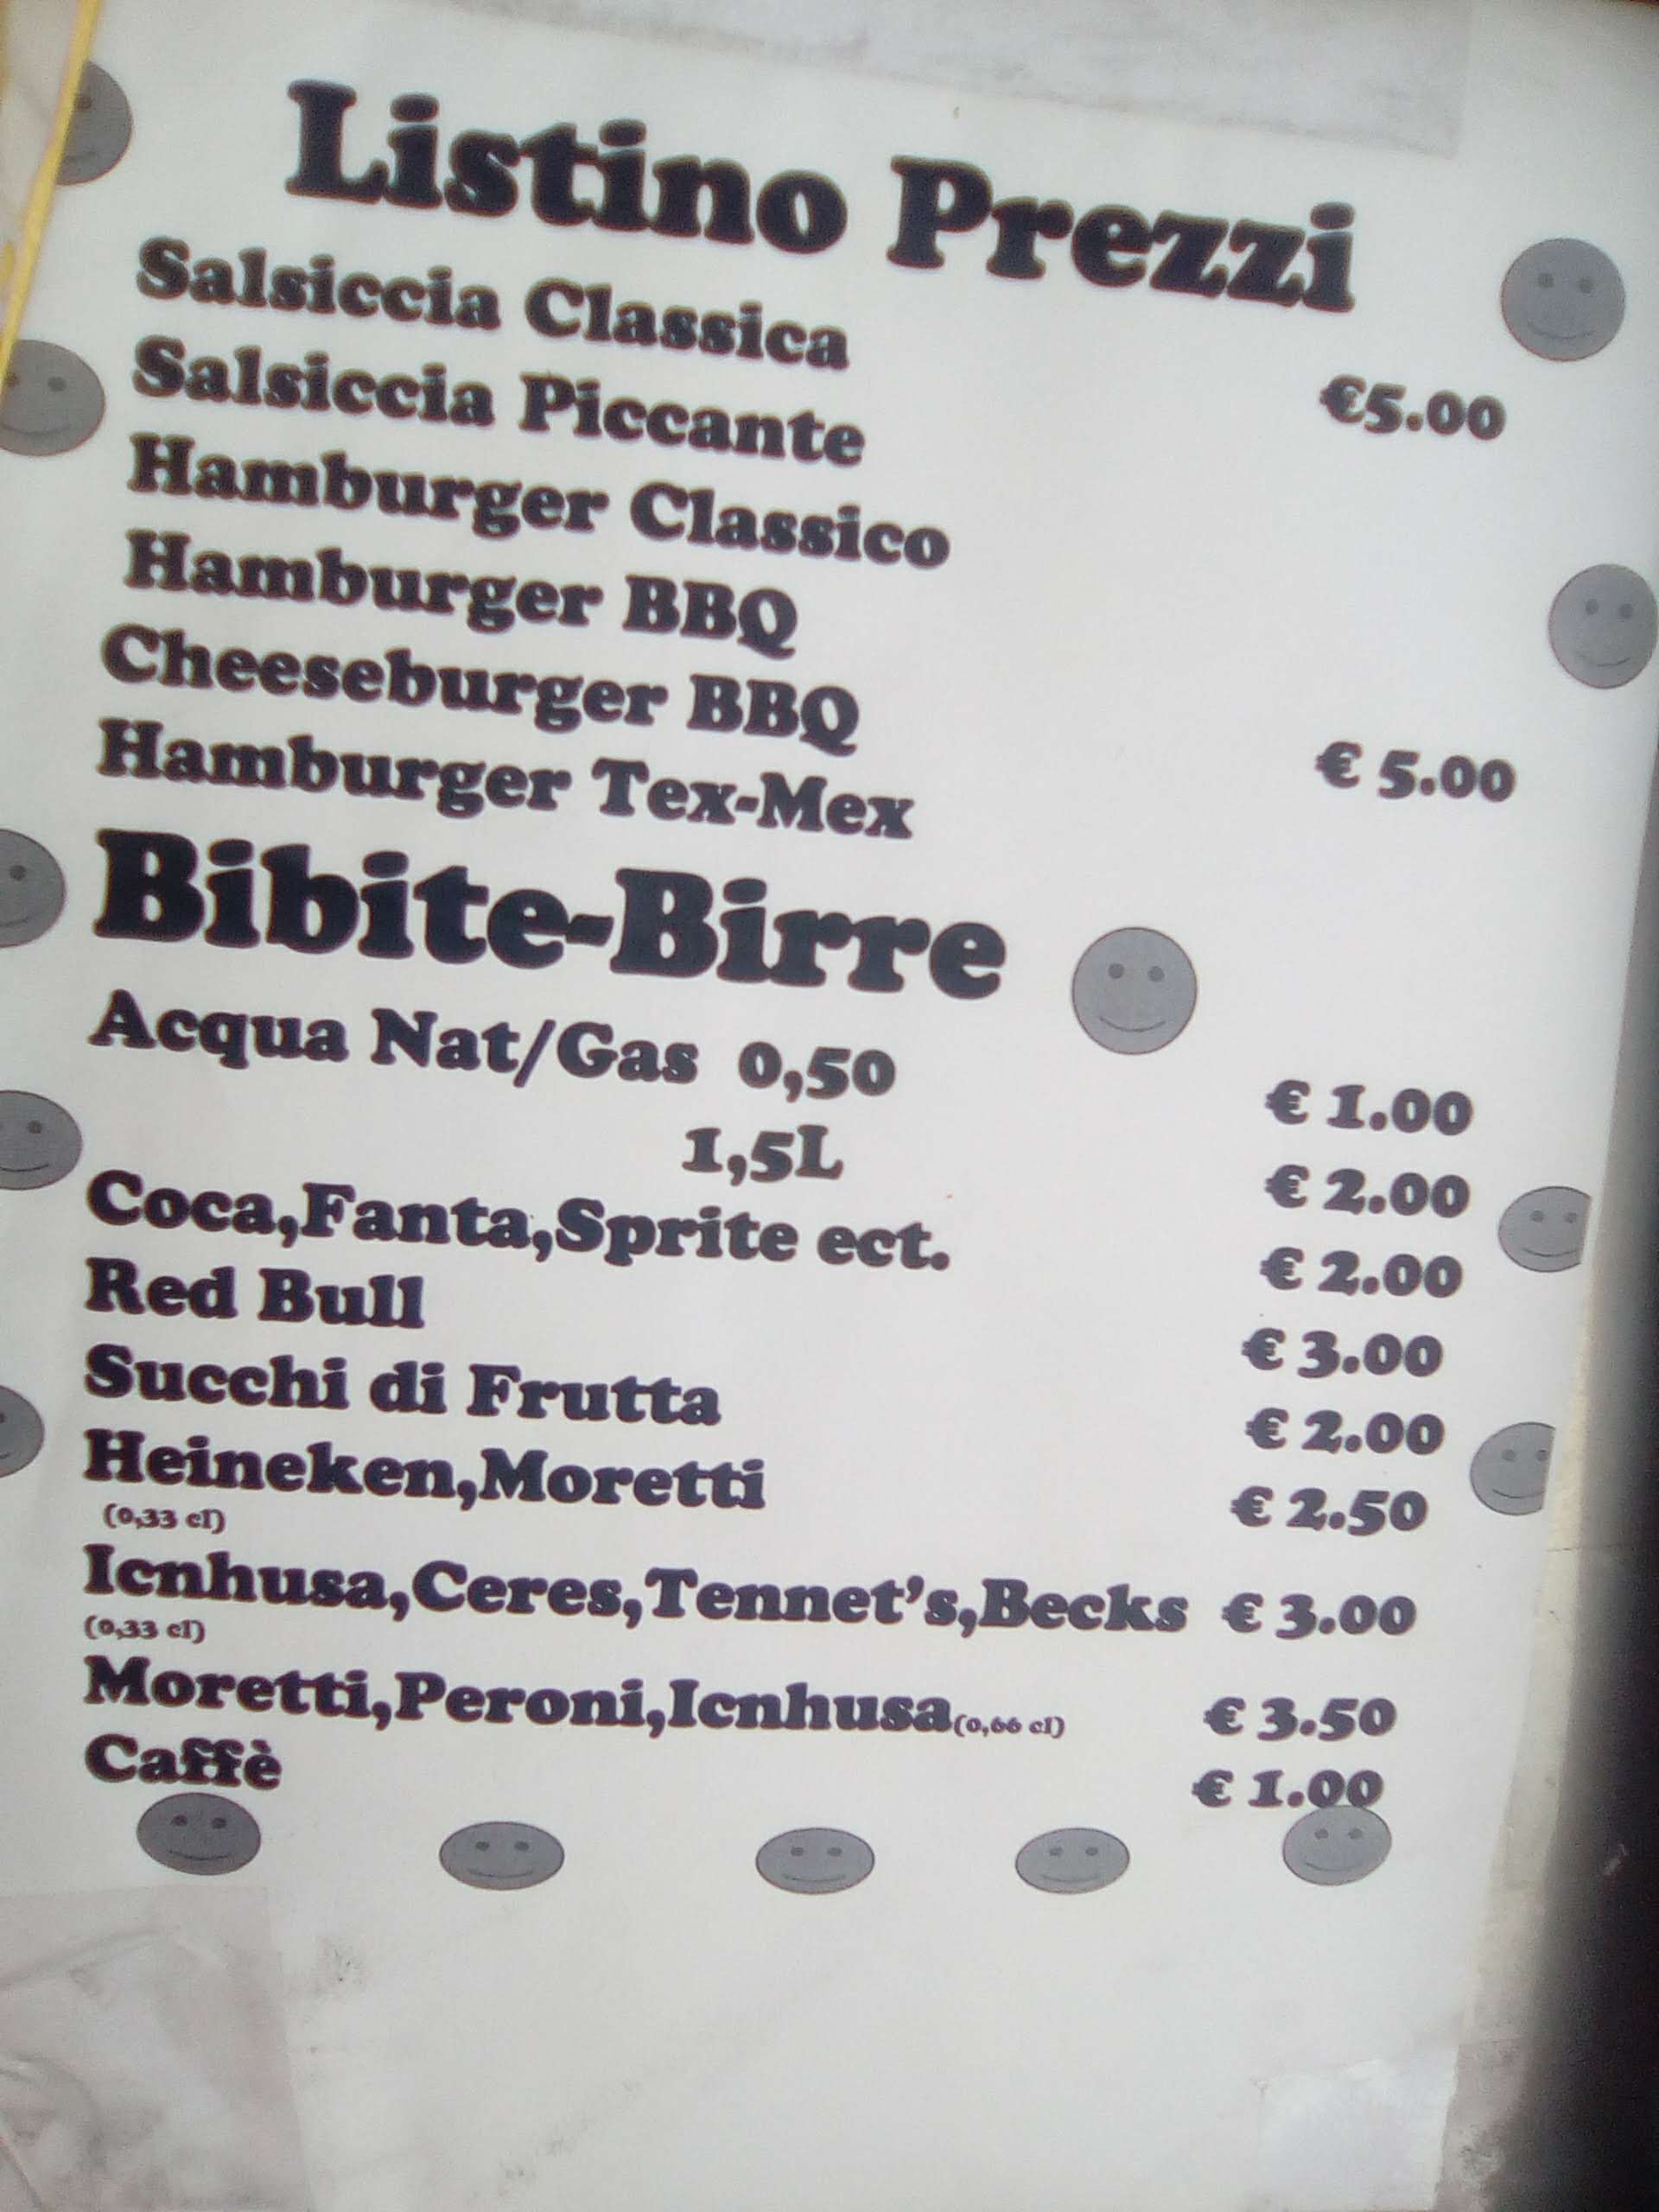 Listino Prezzi
Salsiccia Classica €5.00
Salsiccia Piccante
Hamburger Classico
Hamburger BBQ
Cheeseburger BBQ € 5.00
Hamburger Tex-Mex
Bibite-Birre
Acqua Nat/Gas 0,50 € 1.00
1,5L € 2.00
Coca,Fanta,Sprite ect. € 2.00
Red Bull € 3.00
Succhi di Frutta € 2.00
Heineken,Moretti € 2.50
(0,33 cl)
Icnhusa,Ceres,Tennet's,Becks € 3.00
(0,33 cl)
Moretti,Peroni,Icnhusa(0,66 cl) € 3.50
Caffè € 1.00